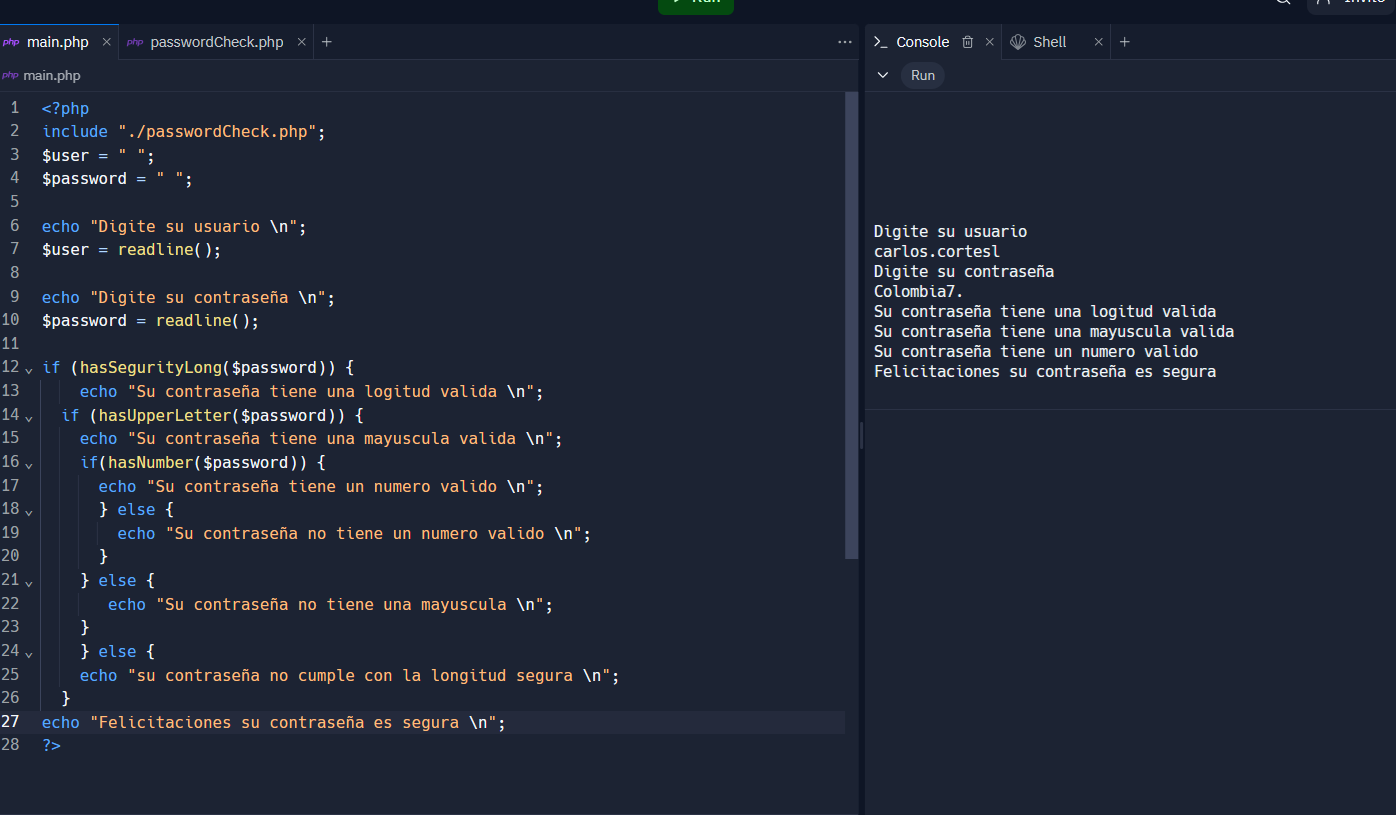 Run
Invite
php main.php × php passwordCheck.php × +
php main.php
1 <?php
2 include "./passwordCheck.php";
3 $user = " ";
4 $password = " ";
5
6 echo "Digite su usuario \n";
7 $user = readline();
8
9 echo "Digite su contraseña \n";
10 $password = readline();
11
12 if (hasSegurityLong($password)) {
13 echo "Su contraseña tiene una logitud valida \n";
14 if (hasUpperLetter($password)) {
15 echo "Su contraseña tiene una mayuscula valida \n";
16 if(hasNumber($password)) {
17 echo "Su contraseña tiene un numero valido \n";
18 } else {
19 echo "Su contraseña no tiene un numero valido \n";
20 }
21 } else {
22 echo "Su contraseña no tiene una mayuscula \n";
23 }
24 } else {
25 echo "su contraseña no cumple con la longitud segura \n";
26 }
27 echo "Felicitaciones su contraseña es segura \n";
28 ?>
Console × Shell × +
Run
Digite su usuario
carlos.cortesl
Digite su contraseña
Colombia7.
Su contraseña tiene una logitud valida
Su contraseña tiene una mayuscula valida
Su contraseña tiene un numero valido
Felicitaciones su contraseña es segura